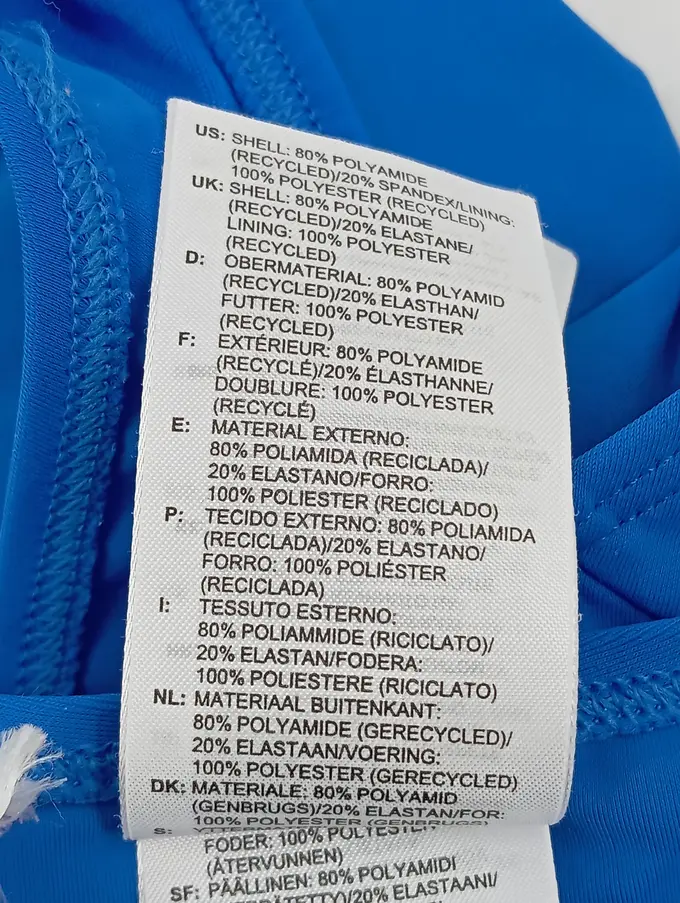 US: SHELL: 80% POLYAMIDE
(RECYCLED)/20% SPANDEX/LINING:
100% POLYESTER (RECYCLED)
UK: SHELL: 80% POLYAMIDE
(RECYCLED)/20% ELASTANE/
LINING: 100% POLYESTER
(RECYCLED)
D: OBERMATERIAL: 80% POLYAMID
(RECYCLED)/20% ELASTHAN/
FUTTER: 100% POLYESTER
(RECYCLED)
F: EXTÉRIEUR: 80% POLYAMIDE
(RECYCLÉ)/20% ÉLASTHANNE/
DOUBLURE: 100% POLYESTER
(RECYCLÉ)
E: MATERIAL EXTERNO:
80% POLIAMIDA (RECICLADA)/
20% ELASTANO/FORRO:
100% POLIESTER (RECICLADO)
P: TECIDO EXTERNO: 80% POLIAMIDA
(RECICLADA)/20% ELASTANO/
FORRO: 100% POLIÉSTER
(RECICLADA)
I: TESSUTO ESTERNO:
80% POLIAMMIDE (RICICLATO)/
20% ELASTAN/FODERA:
100% POLIESTERE (RICICLATO)
NL: MATERIAAL BUITENKANT:
80% POLYAMIDE (GERECYCLED)/
20% ELASTAAN/VOERING:
100% POLYESTER (GERECYCLED)
DK: MATERIALE: 80% POLYAMID
(GENBRUGS)/20% ELASTAN/FOR:
100% POLYESTER (GENBRUGS)
S:
FODER: 100% POLYESTER
(ÅTERVUNNEN)
SF: PÄÄLLINEN: 80% POLYAMIDI
ELASTAANI/